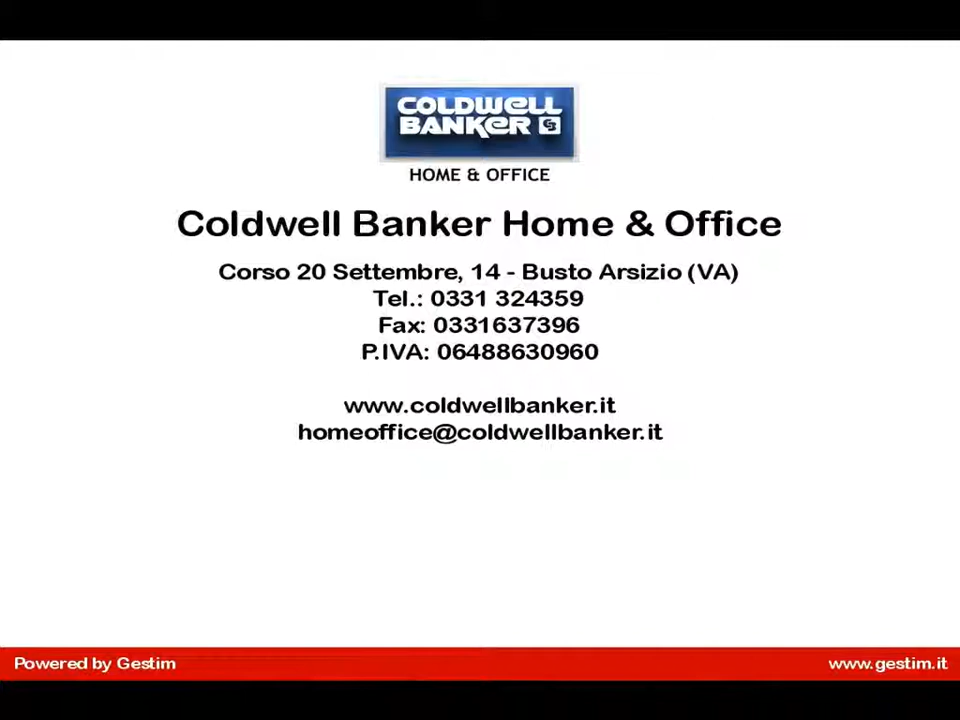 COLDWELL
BANKER CB
HOME & OFFICE
Coldwell Banker Home & Office
Corso 20 Settembre, 14 - Busto Arsizio (VA)
Tel.: 0331 324359
Fax: 0331637396
P.IVA: 06488630960
www.coldwellbanker.it
homeoffice@coldwellbanker.it
Powered by Gestim
www.gestim.it